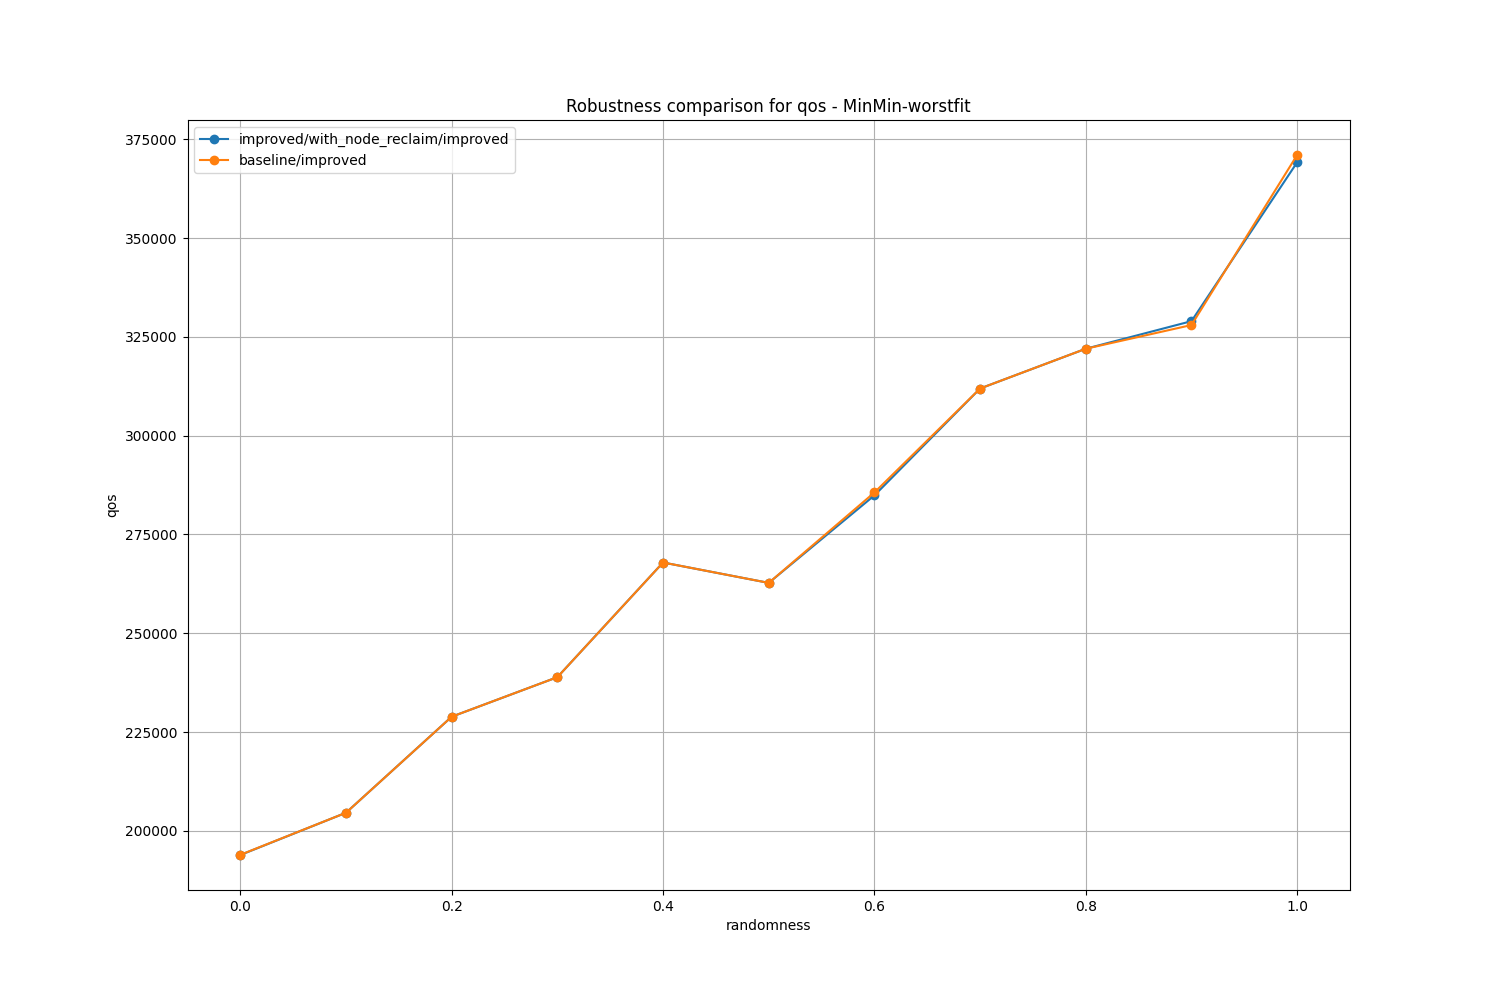 Robustness comparison for qos - MinMin-worstfit
improved/with_node_reclaim/improved
baseline/improved
375000
350000
325000
300000
275000
250000
225000
200000
qos
0.0 0.2 0.4 0.6 0.8 1.0
randomness